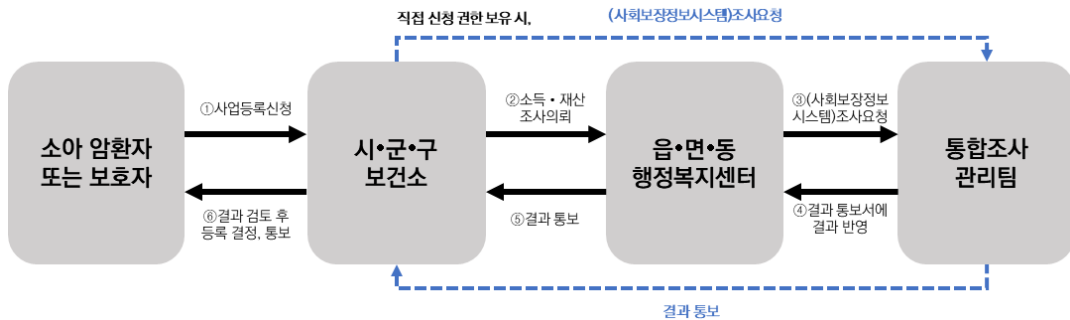 직접 신청 권한 보유 시,
(사회보장정보시스템)조사요청
소아 암환자
또는 보호자
①사업등록신청
⑥결과 검토 후
등록 결정, 통보
시•군•구
보건소
②소득•재산
조사의뢰
⑤결과 통보
읍•면•동
행정복지센터
③(사회보장정보
시스템)조사요청
④결과 통보서에
결과 반영
통합조사
관리팀
결과 통보